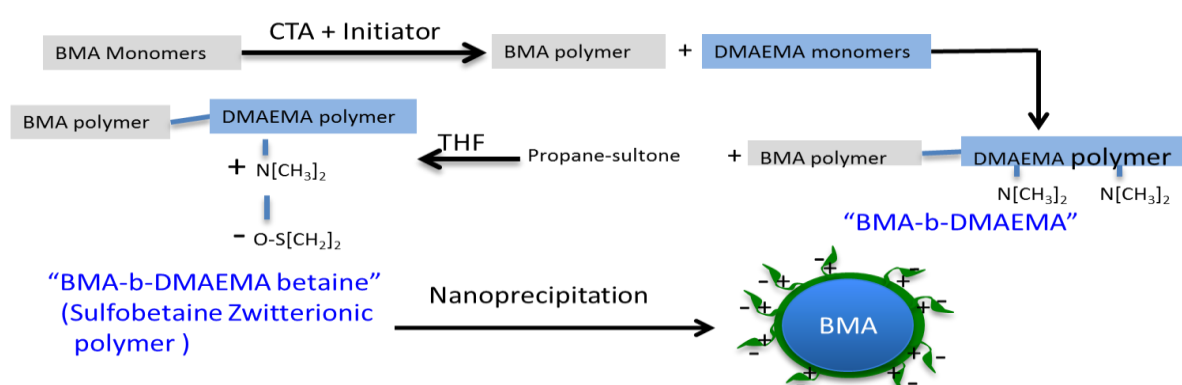 CTA + Initiator
BMA Monomers
BMA polymer
+
DMAEMA monomers
BMA polymer
DMAEMA polymer
+ N[CH₃]₂
- O-S[CH₂]₂
THF
Propane-sultone
+
BMA polymer
DMAEMA polymer
N[CH₃]₂ N[CH₃]₂
“BMA-b-DMAEMA”
“BMA-b-DMAEMA betaine”
(Sulfobetaine Zwitterionic
polymer )
Nanoprecipitation
BMA
- + + - - + + - - + + - + - + -